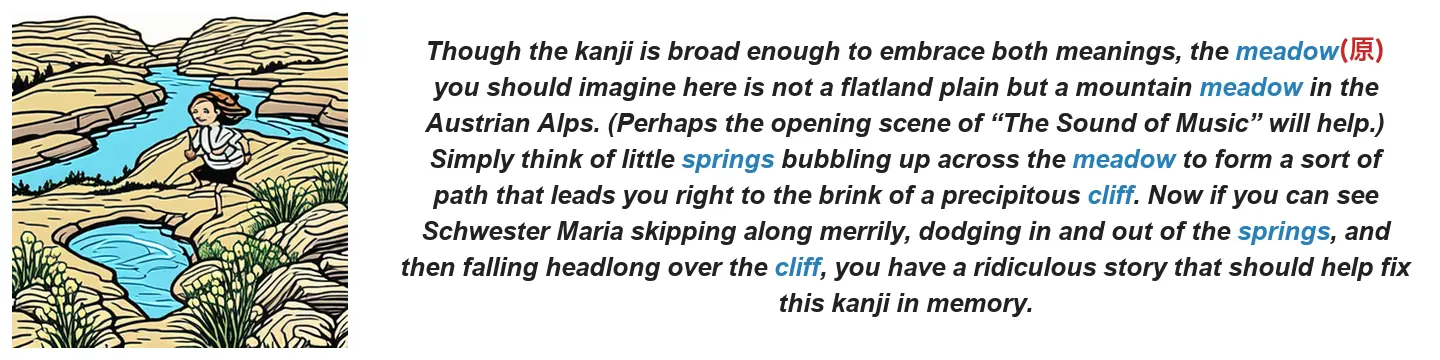 Though the kanji is broad enough to embrace both meanings, the meadow(原)
you should imagine here is not a flatland plain but a mountain meadow in the
Austrian Alps. (Perhaps the opening scene of “The Sound of Music” will help.)
Simply think of little springs bubbling up across the meadow to form a sort of
path that leads you right to the brink of a precipitous cliff. Now if you can see
Schwester Maria skipping along merrily, dodging in and out of the springs, and
then falling headlong over the cliff, you have a ridiculous story that should help fix
this kanji in memory.